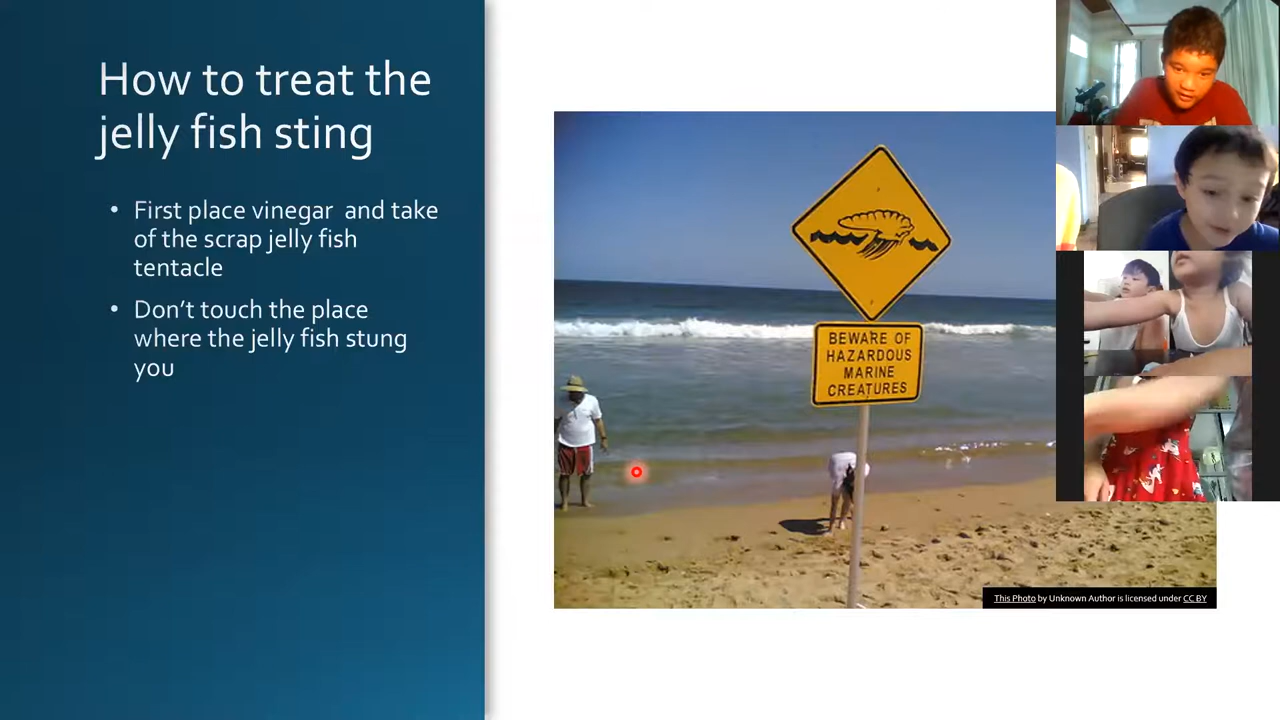 How to treat the
jelly fish sting
• First place vinegar and take
of the scrap jelly fish
tentacle
• Don’t touch the place
where the jelly fish stung
you
BEWARE OF
HAZARDOUS
MARINE
CREATURES
This Photo by Unknown Author is licensed under CC BY